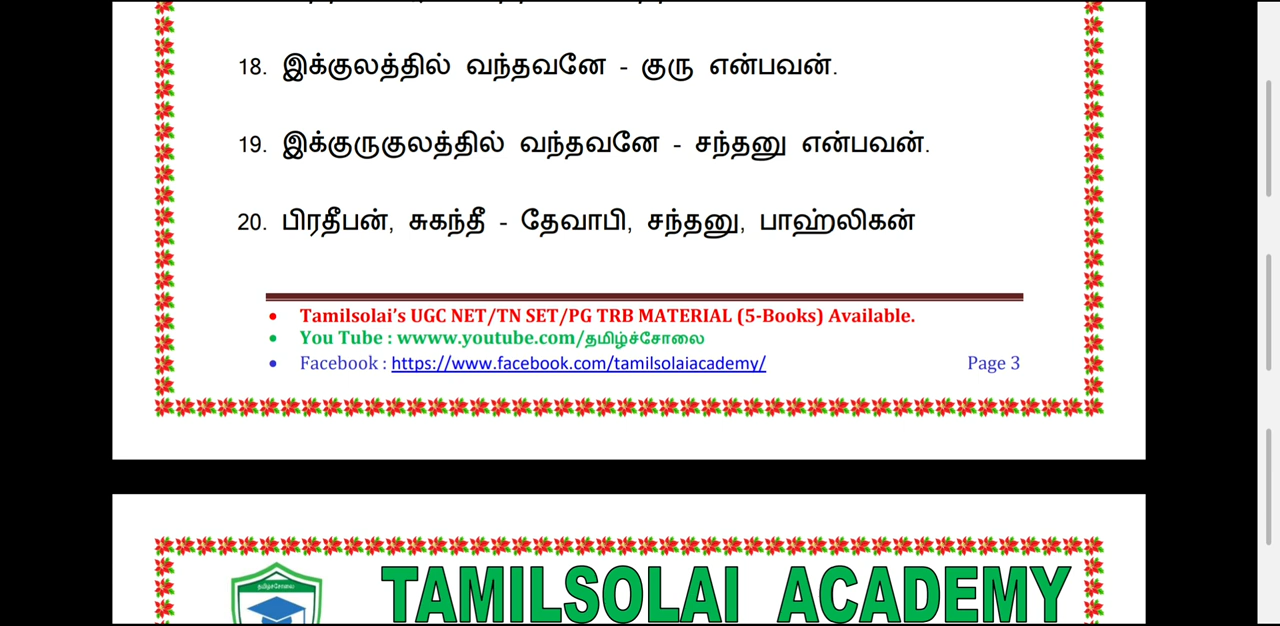 18. இக்குலத்தில் வந்தவனே - குரு என்பவன்.
19. இக்குருகுலத்தில் வந்தவனே - சந்தனு என்பவன்.
20. பிரதீபன், சுகந்தீ - தேவாபி, சந்தனு, பாஹ்லிகன்
• Tamilsolai’s UGC NET/TN SET/PG TRB MATERIAL (5-Books) Available.
• You Tube : wwww.youtube.com/தமிழ்ச்சோலை
• Facebook : https://www.facebook.com/tamilsolaiacademy/ Page 3
தமிழ்ச்சோலை
TAMILSOLAI ACADEMY